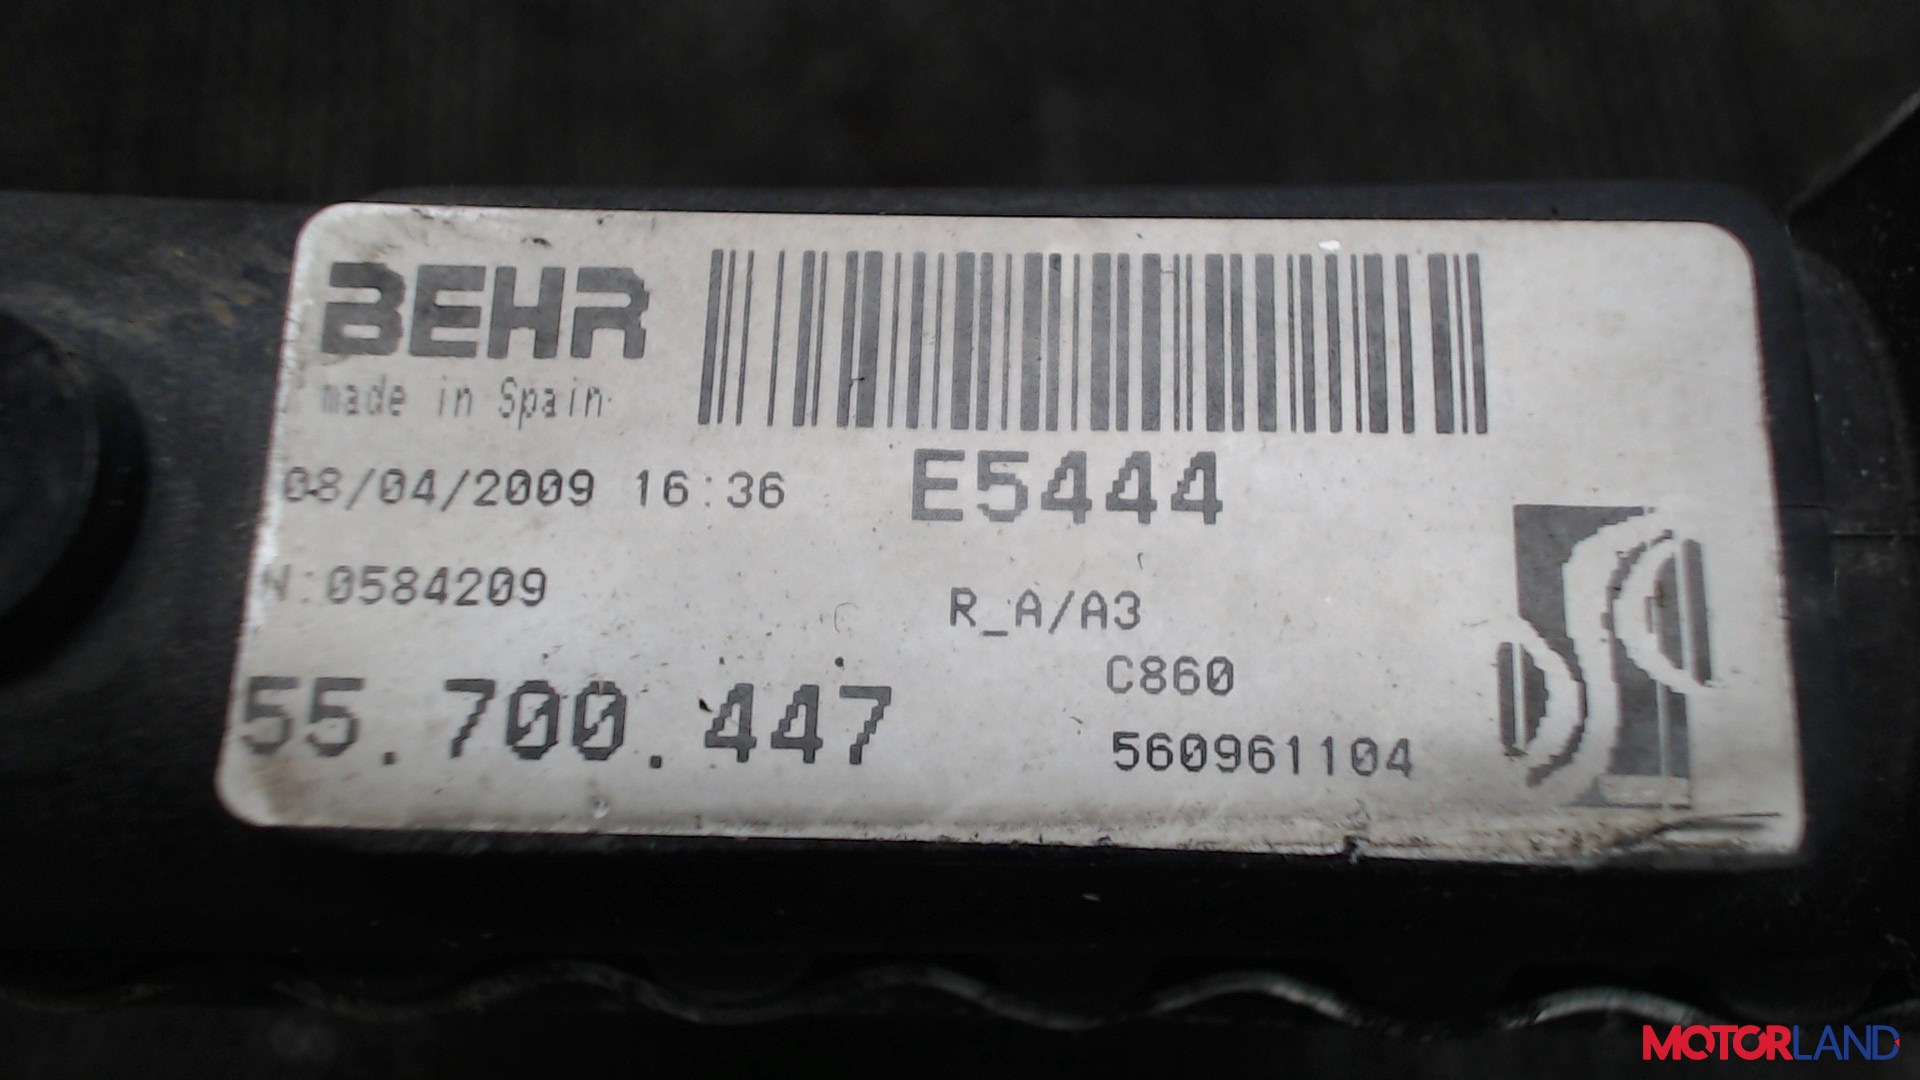 BEHR
made in Spain
08/04/2009 16:36
E5444
N:0584209
R_A/A3
C860
55.700.447
560961104
MOTORLAND